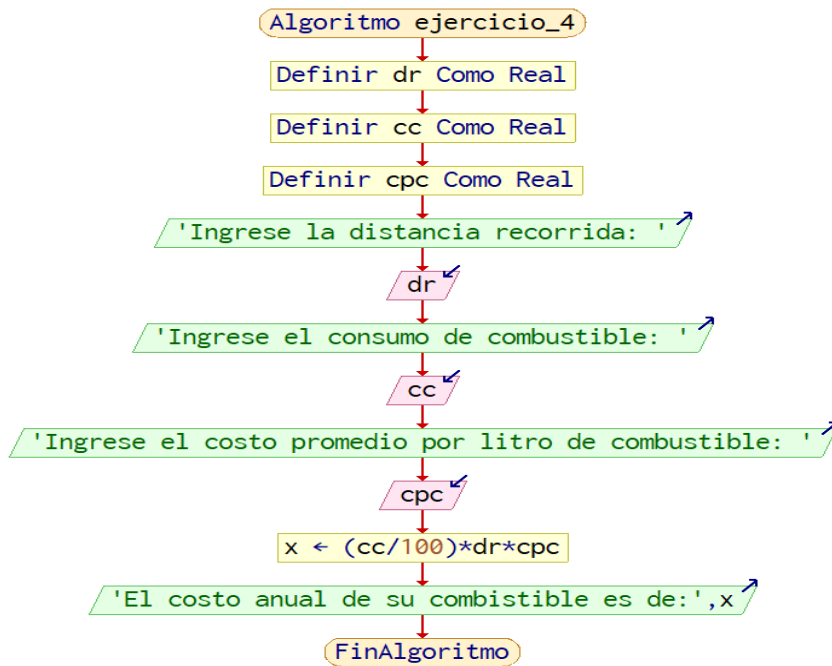 Algoritmo ejercicio_4
Definir dr Como Real
Definir cc Como Real
Definir cpc Como Real
'Ingrese la distancia recorrida: '
dr
'Ingrese el consumo de combustible: '
cc
'Ingrese el costo promedio por litro de combustible: '
cpc
x ← (cc/100)*dr*cpc
'El costo anual de su combistible es de:',x
FinAlgoritmo